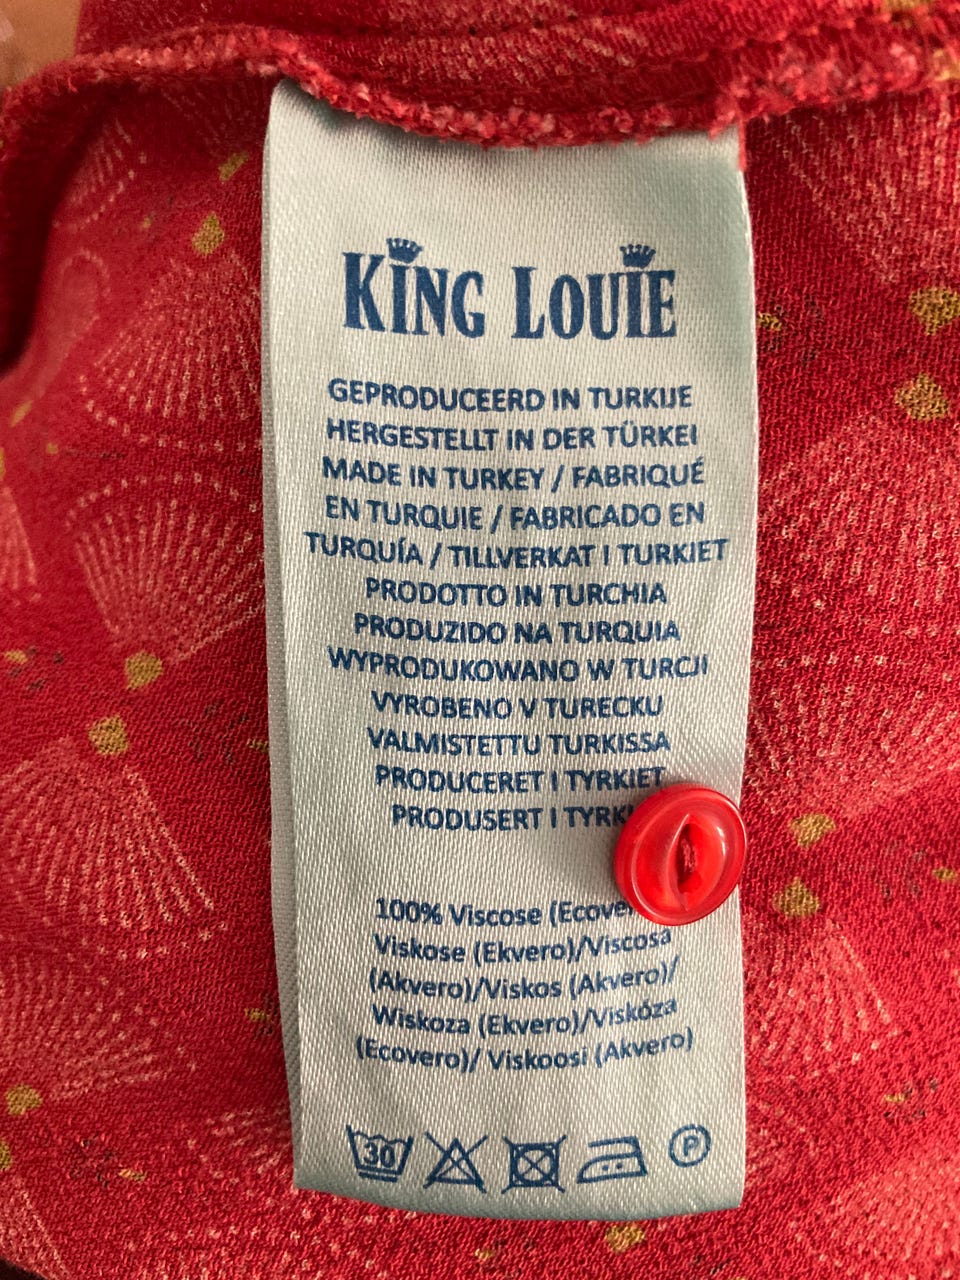 KING LOUIE
GEPRODUCEERD IN TURKIJE
HERGESTELLT IN DER TÜRKEI
MADE IN TURKEY / FABRIQUÉ
EN TURQUIE / FABRICADO EN
TURQUÍA / TILLVERKAT I TURKIET
PRODOTTO IN TURCHIA
PRODUZIDO NA TURQUIA
WYPRODUKOWANO W TURCJI
VYROBENO V TURECKU
VALMISTETTU TURKISSA
PRODUCERET I TYRKIET
PRODUSERT I
100% Viscose
Viskose (Ekvero)/Viscosa
(Akvero)/Viskos (Akvero)/
Wiskoza (Ekvero)/Viskóza
(Ecovero)/ Viskoosi (Akvero)
30 P